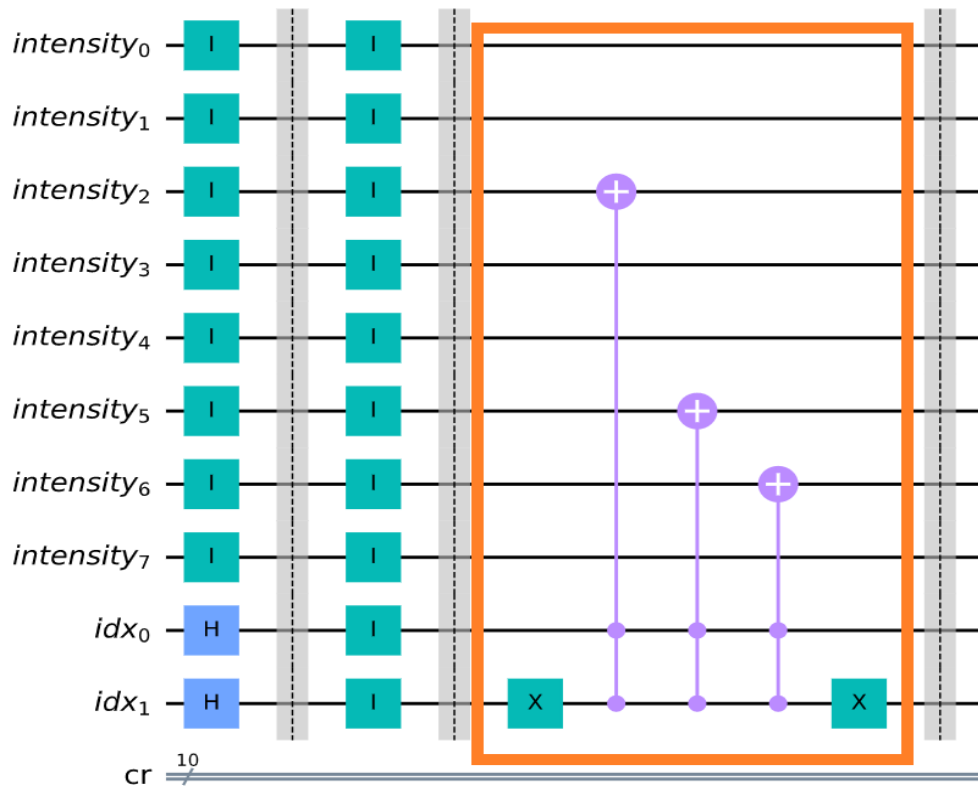 intensity₀ I I
intensity₁ I I
intensity₂ I I
intensity₃ I I
intensity₄ I I
intensity₅ I I
intensity₆ I I
intensity₇ I I
idx₀ H I
idx₁ H I X X
10
cr